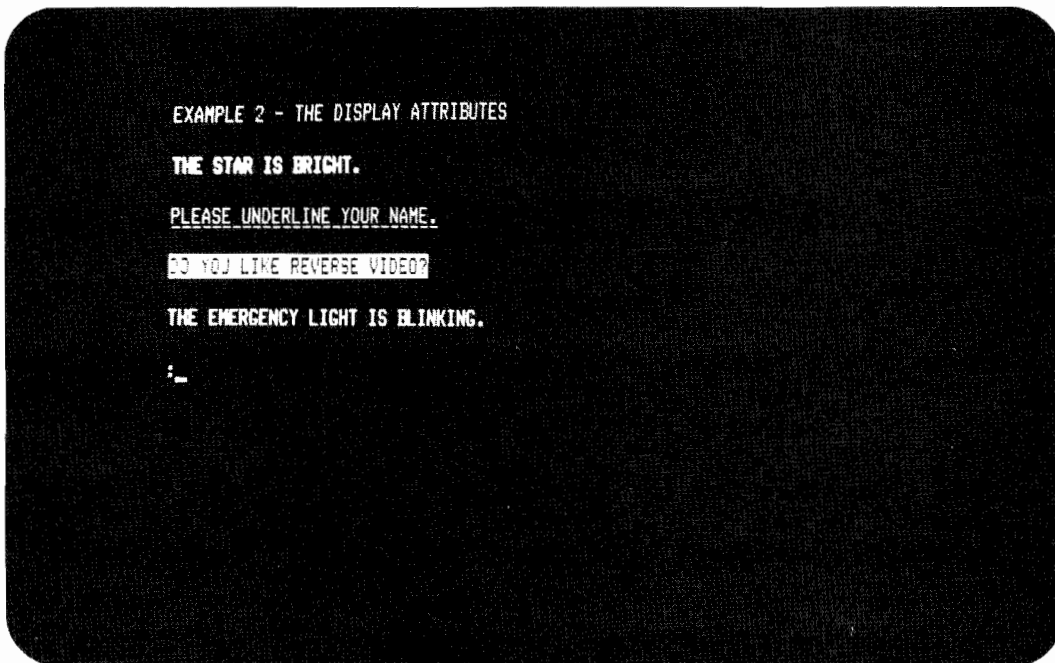 EXAMPLE 2 - THE DISPLAY ATTRIBUTES
THE STAR IS BRIGHT.
PLEASE UNDERLINE YOUR NAME.
DO YOU LIKE REVERSE VIDEO?
THE EMERGENCY LIGHT IS BLINKING.
:_